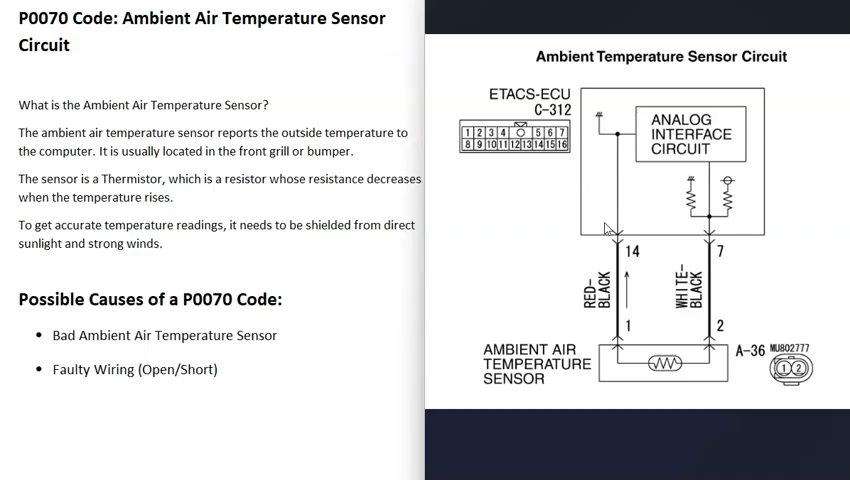 P0070 Code: Ambient Air Temperature Sensor
Circuit
What is the Ambient Air Temperature Sensor?
The ambient air temperature sensor reports the outside temperature to
the computer. It is usually located in the front grill or bumper.
The sensor is a Thermistor, which is a resistor whose resistance decreases
when the temperature rises.
To get accurate temperature readings, it needs to be shielded from direct
sunlight and strong winds.
Possible Causes of a P0070 Code:
• Bad Ambient Air Temperature Sensor
• Faulty Wiring (Open/Short)
Ambient Temperature Sensor Circuit
ETACS-ECU
C-312
1 2 3 4 5 6 7
8 9 10 11 12 13 14 15 16
ANALOG
INTERFACE
CIRCUIT
14 7
RED-
BLACK
WHITE-
BLACK
1 2
AMBIENT AIR
TEMPERATURE
SENSOR
A-36 MU802777
1 2